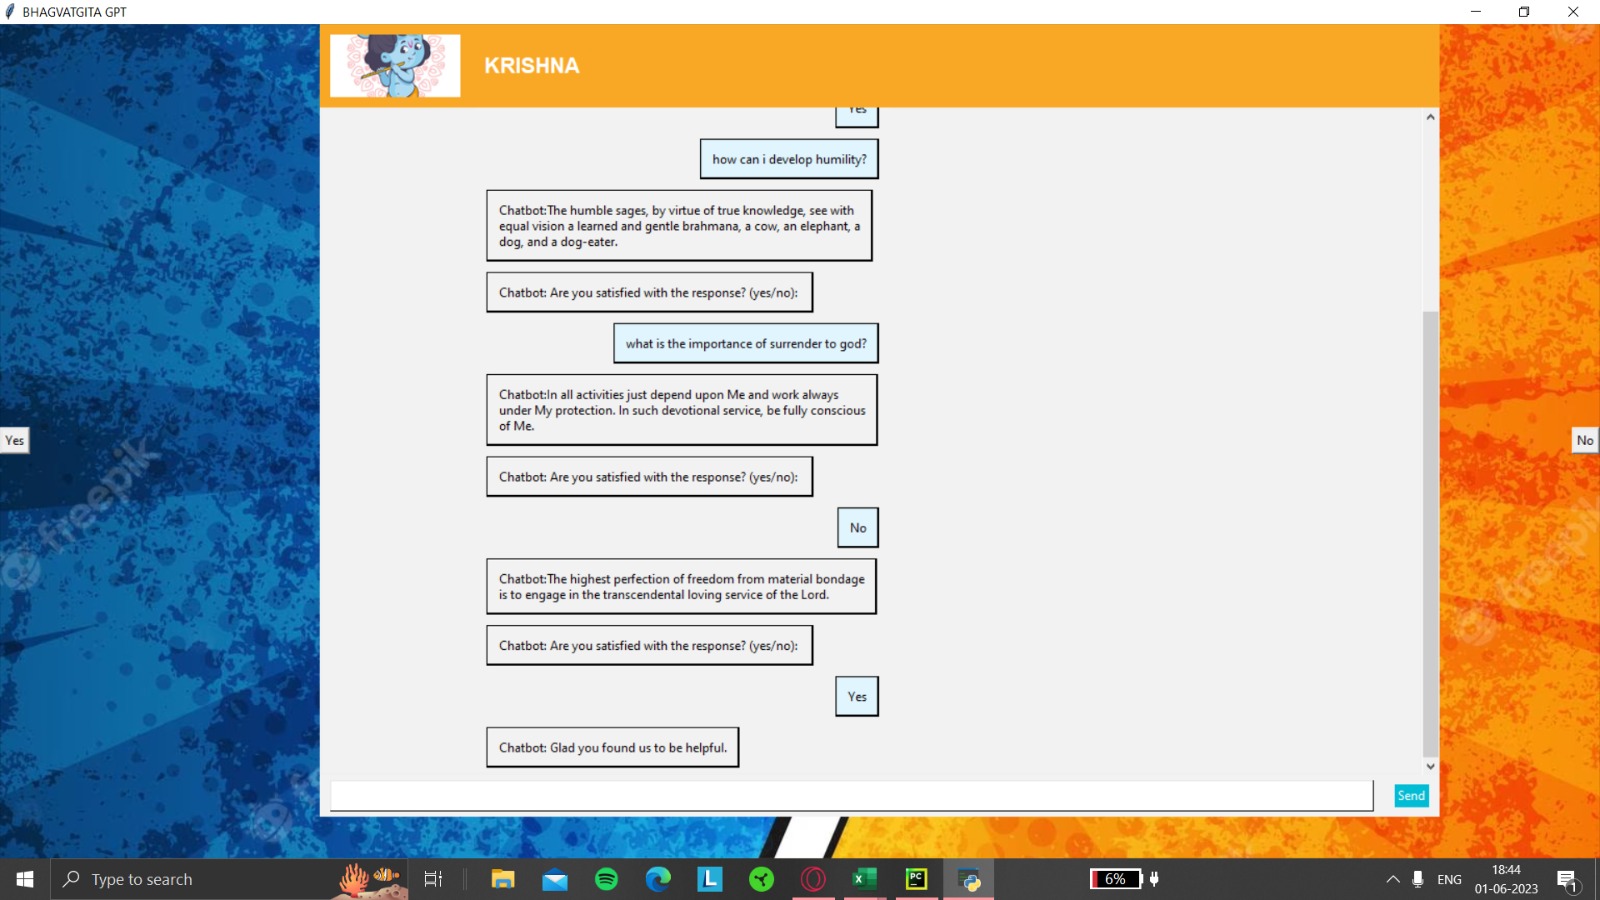 BHAGVATGITA GPT
KRISHNA
Yes
how can i develop humility?
Chatbot:The humble sages, by virtue of true knowledge, see with
equal vision a learned and gentle brahmana, a cow, an elephant, a
dog, and a dog-eater.
Chatbot: Are you satisfied with the response? (yes/no):
what is the importance of surrender to god?
Chatbot:In all activities just depend upon Me and work always
under My protection. In such devotional service, be fully conscious
of Me.
Chatbot: Are you satisfied with the response? (yes/no):
Yes
No
No
Chatbot:The highest perfection of freedom from material bondage
is to engage in the transcendental loving service of the Lord.
Chatbot: Are you satisfied with the response? (yes/no):
Yes
Chatbot: Glad you found us to be helpful.
Send
freepik
Type to search
L
PC
6%
ENG
18:44
01-06-2023
1